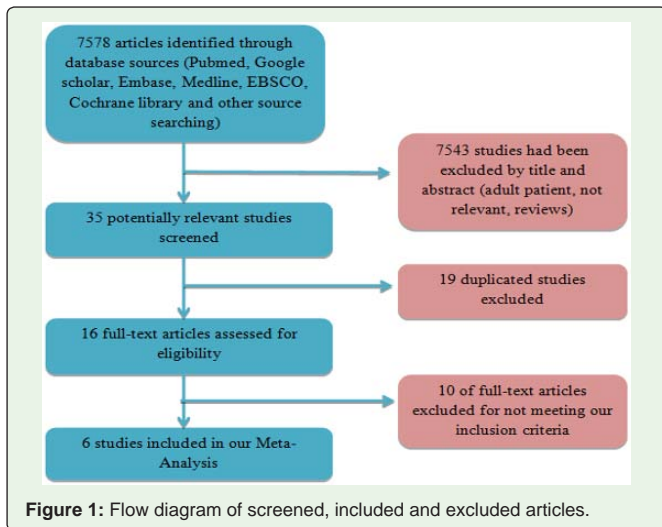 7578 articles identified through
database sources (Pubmed, Google
scholar, Embase, Medline, EBSCO,
Cochrane library and other source
searching)
7543 studies had been
excluded by title and
abstract (adult patient, not
relevant, reviews)
35 potentially relevant studies
screened
19 duplicated studies
excluded
16 full-text articles assessed for
eligibility
10 of full-text articles
excluded for not meeting our
inclusion criteria
6 studies included in our Meta-
Analysis
Figure 1: Flow diagram of screened, included and excluded articles.